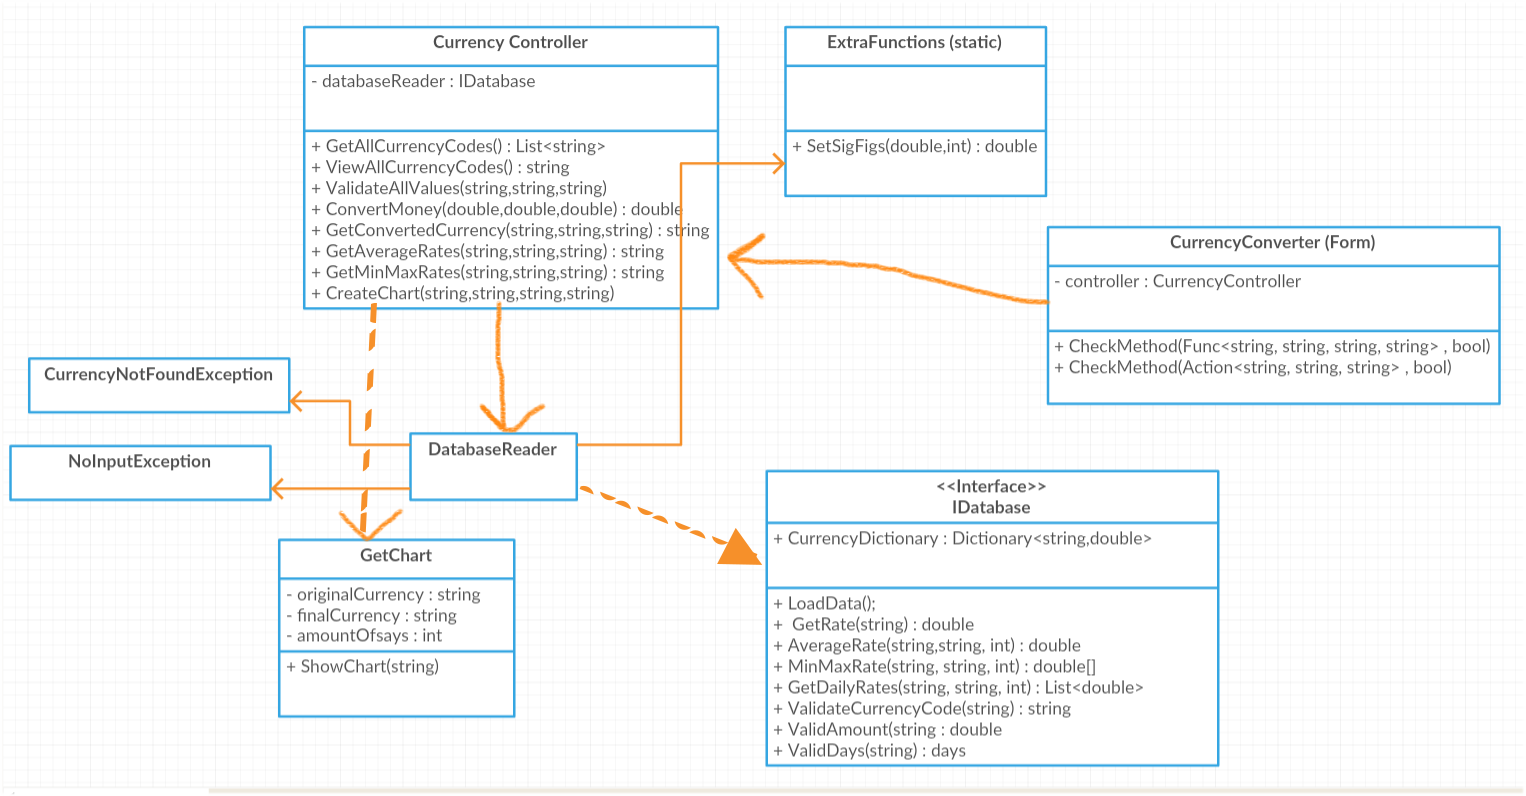 Currency Controller
- databaseReader : IDatabase
+ GetAllCurrencyCodes() : List<string>
+ ViewAllCurrencyCodes() : string
+ ValidateAllValues(string,string,string)
+ ConvertMoney(double,double,double) : double
+ GetConvertedCurrency(string,string,string) : string
+ GetAverageRates(string,string,string) : string
+ GetMinMaxRates(string,string,string) : string
+ CreateChart(string,string,string,string)
ExtraFunctions (static)
+ SetSigFigs(double,int) : double
CurrencyConverter (Form)
- controller : CurrencyController
+ CheckMethod(Func<string, string, string, string> , bool)
+ CheckMethod(Action<string, string, string> , bool)
CurrencyNotFoundException
NoInputException
DatabaseReader
GetChart
- originalCurrency : string
- finalCurrency : string
- amountOfsays : int
+ ShowChart(string)
<<Interface>>
IDatabase
+ CurrencyDictionary : Dictionary<string,double>
+ LoadData();
+ GetRate(string) : double
+ AverageRate(string,string, int) : double
+ MinMaxRate(string, string, int) : double[]
+ GetDailyRates(string, string, int) : List<double>
+ ValidateCurrencyCode(string) : string
+ ValidAmount(string : double
+ ValidDays(string) : days